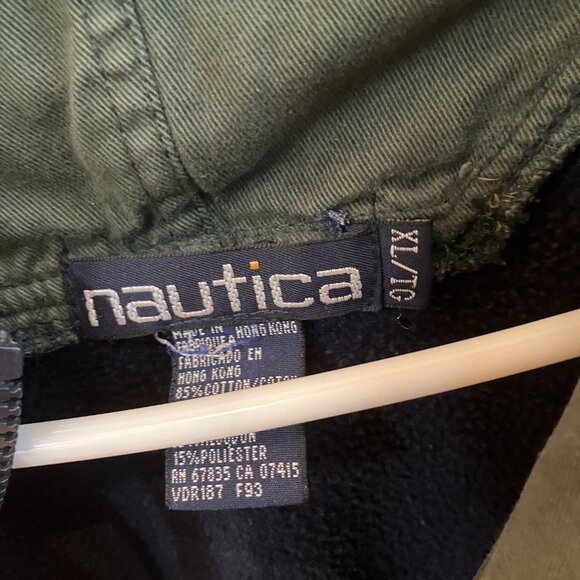 nautica
XL/TG
MADE IN HONG KONG
FABRIQUE A
FABRICADO EN
HONG KONG
85% COTTON/COTON
15% POLIESTER
RN 67835 CA 07415
VDR187 F93